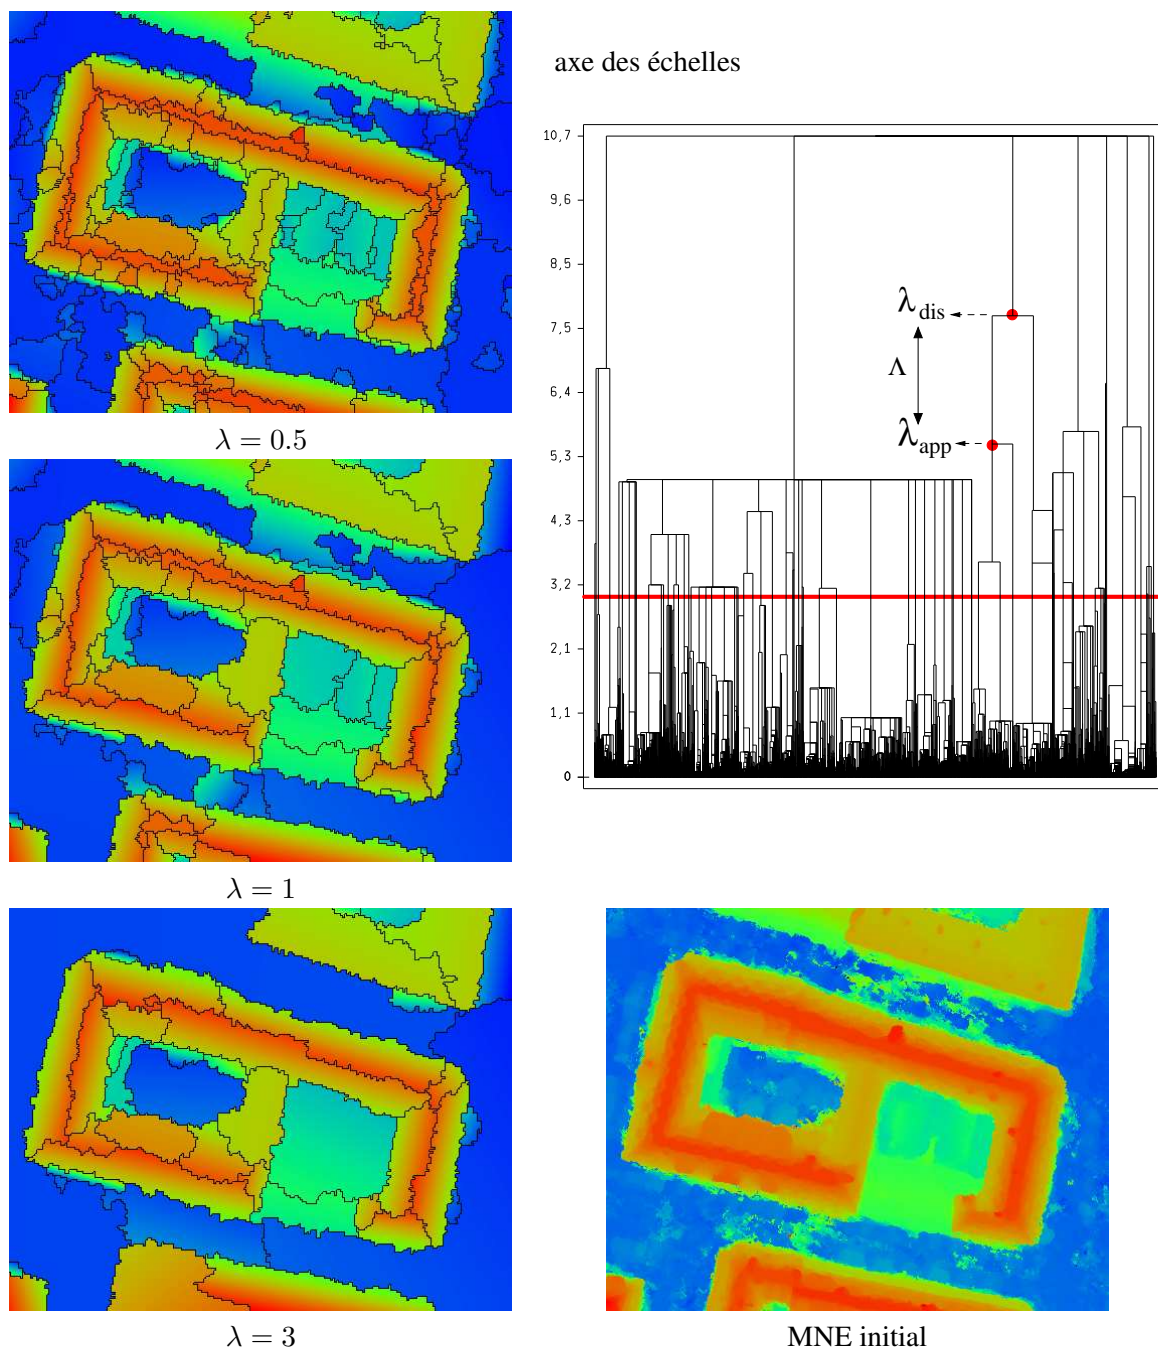 axe des échelles
10,7
9,6
8,5
λdis
7,5
Λ
6,4
λapp
5,3
4,3
3,2
2,1
1,1
0
λ = 0.5
λ = 1
λ = 3
MNE initial